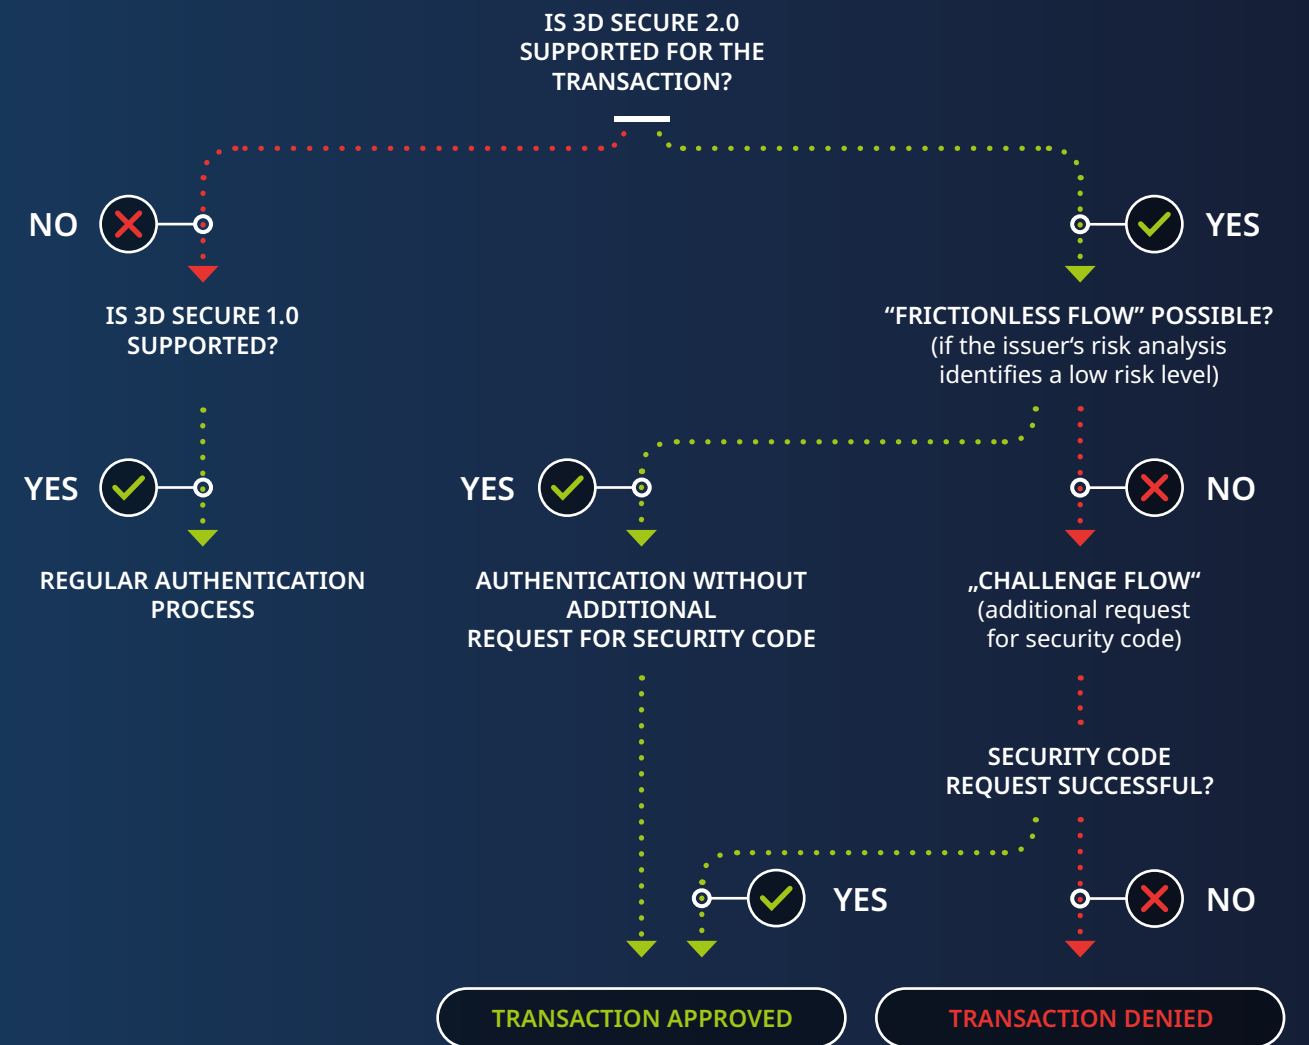 IS 3D SECURE 2.0
SUPPORTED FOR THE
TRANSACTION?
NO
YES
IS 3D SECURE 1.0
SUPPORTED?
“FRICTIONLESS FLOW” POSSIBLE?
(if the issuer‘s risk analysis
identifies a low risk level)
YES
YES
NO
REGULAR AUTHENTICATION
PROCESS
AUTHENTICATION WITHOUT
ADDITIONAL
REQUEST FOR SECURITY CODE
„CHALLENGE FLOW“
(additional request
for security code)
SECURITY CODE
REQUEST SUCCESSFUL?
YES
NO
TRANSACTION APPROVED
TRANSACTION DENIED